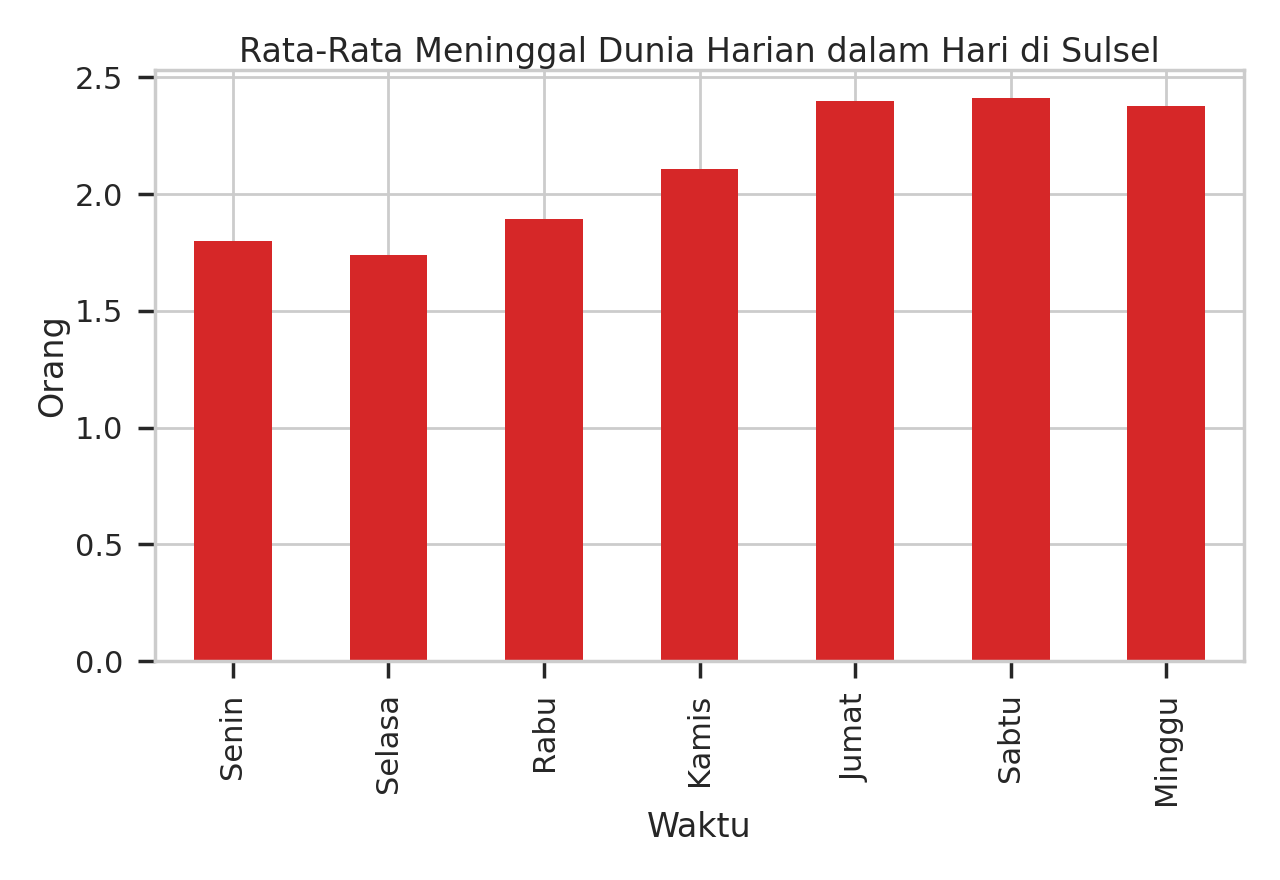 Rata-Rata Meninggal Dunia Harian dalam Hari di Sulsel
2.5
2.0
1.5
1.0
0.5
0.0
Orang
Senin
Selasa
Rabu
Kamis
Jumat
Sabtu
Minggu
Waktu